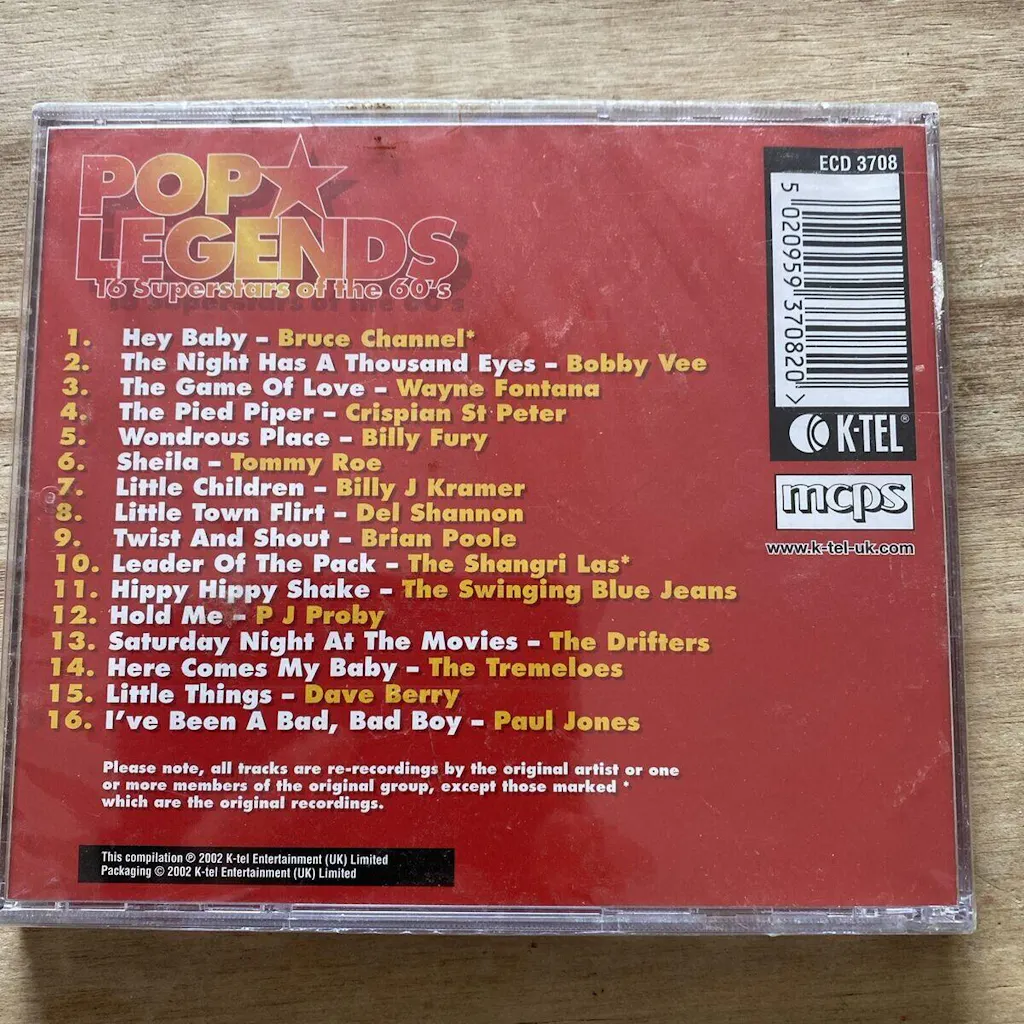 POP LEGENDS
16 Superstars of the 60's
1. Hey Baby – Bruce Channel*
2. The Night Has A Thousand Eyes – Bobby Vee
3. The Game Of Love – Wayne Fontana
4. The Pied Piper – Crispian St Peter
5. Wondrous Place – Billy Fury
6. Sheila – Tommy Roe
7. Little Children – Billy J Kramer
8. Little Town Flirt – Del Shannon
9. Twist And Shout – Brian Poole
10. Leader Of The Pack – The Shangri Las*
11. Hippy Hippy Shake – The Swinging Blue Jeans
12. Hold Me – P J Proby
13. Saturday Night At The Movies – The Drifters
14. Here Comes My Baby – The Tremeloes
15. Little Things – Dave Berry
16. I've Been A Bad, Bad Boy – Paul Jones
Please note, all tracks are re-recordings by the original artist or one
or more members of the original group, except those marked *
which are the original recordings.
This compilation ℗ 2002 K-tel Entertainment (UK) Limited
Packaging © 2002 K-tel Entertainment (UK) Limited
ECD 3708
5 020959 370820 >
K-TEL®
mcps
www.k-tel-uk.com